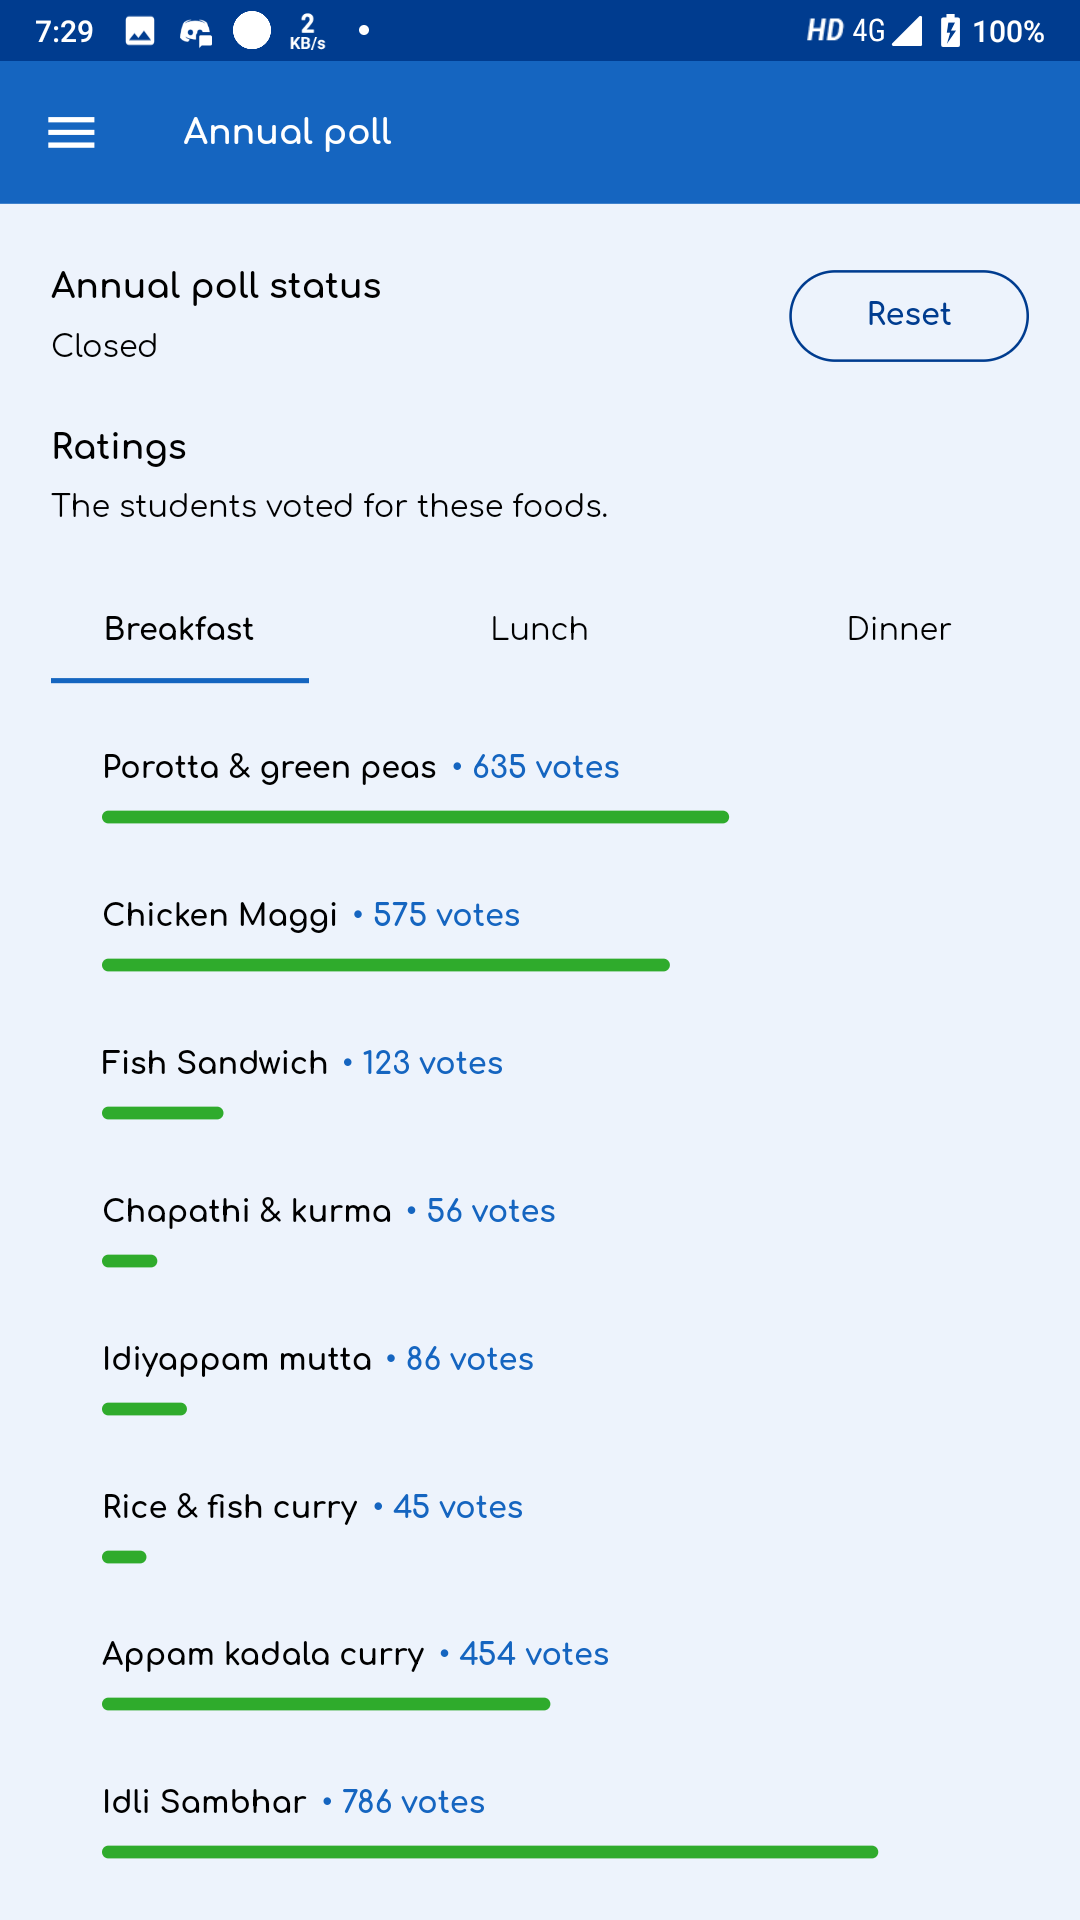 7:29 2 KB/s HD 4G 100%
Annual poll
Annual poll status
Closed
Reset
Ratings
The students voted for these foods.
Breakfast Lunch Dinner
Porotta & green peas • 635 votes
Chicken Maggi • 575 votes
Fish Sandwich • 123 votes
Chapathi & kurma • 56 votes
Idiyappam mutta • 86 votes
Rice & fish curry • 45 votes
Appam kadala curry • 454 votes
Idli Sambhar • 786 votes